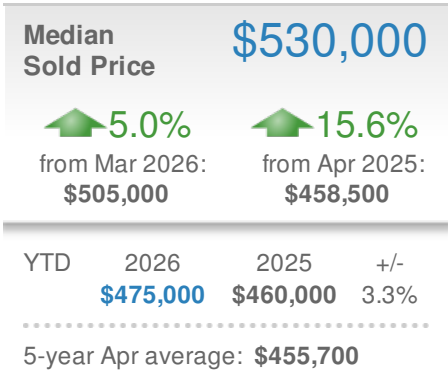 Median $530,000
Sold Price
5.0% 15.6%
from Mar 2026: from Apr 2025:
$505,000 $458,500
YTD 2026 2025 +/-
$475,000 $460,000 3.3%
5-year Apr average: $455,700